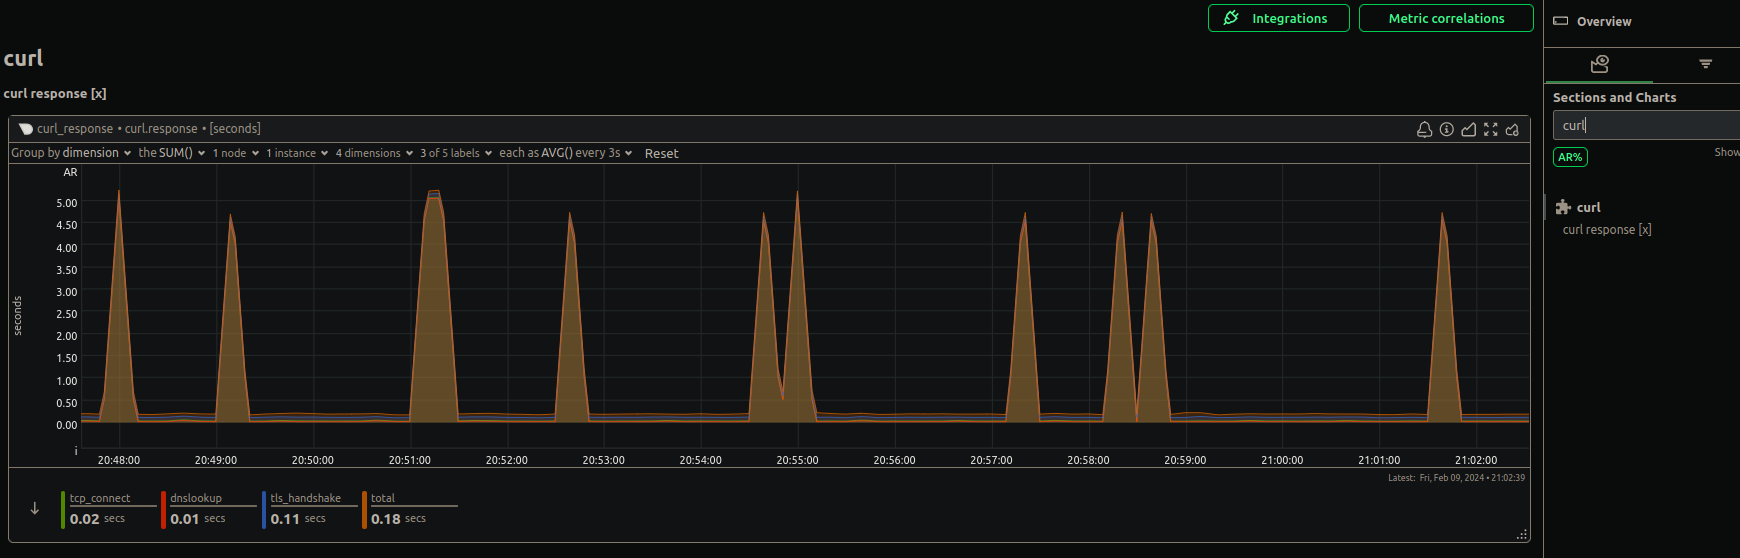 Integrations
Metric correlations
Overview
curl
curl response [x]
Sections and Charts
curl
AR%
Show
curl
curl response [x]
curl_response • curl.response • [seconds]
Group by dimension the SUM() 1 node 1 instance 4 dimensions 3 of 5 labels each as AVG() every 3s Reset
AR
5.00
4.50
4.00
3.50
3.00
2.50
2.00
1.50
1.00
0.50
0.00
seconds
i
20:48:00 20:49:00 20:50:00 20:51:00 20:52:00 20:53:00 20:54:00 20:55:00 20:56:00 20:57:00 20:58:00 20:59:00 21:00:00 21:01:00 21:02:00
Latest: Fri, Feb 09, 2024 • 21:02:39
tcp_connect dnslookup tls_handshake total
0.02 secs 0.01 secs 0.11 secs 0.18 secs